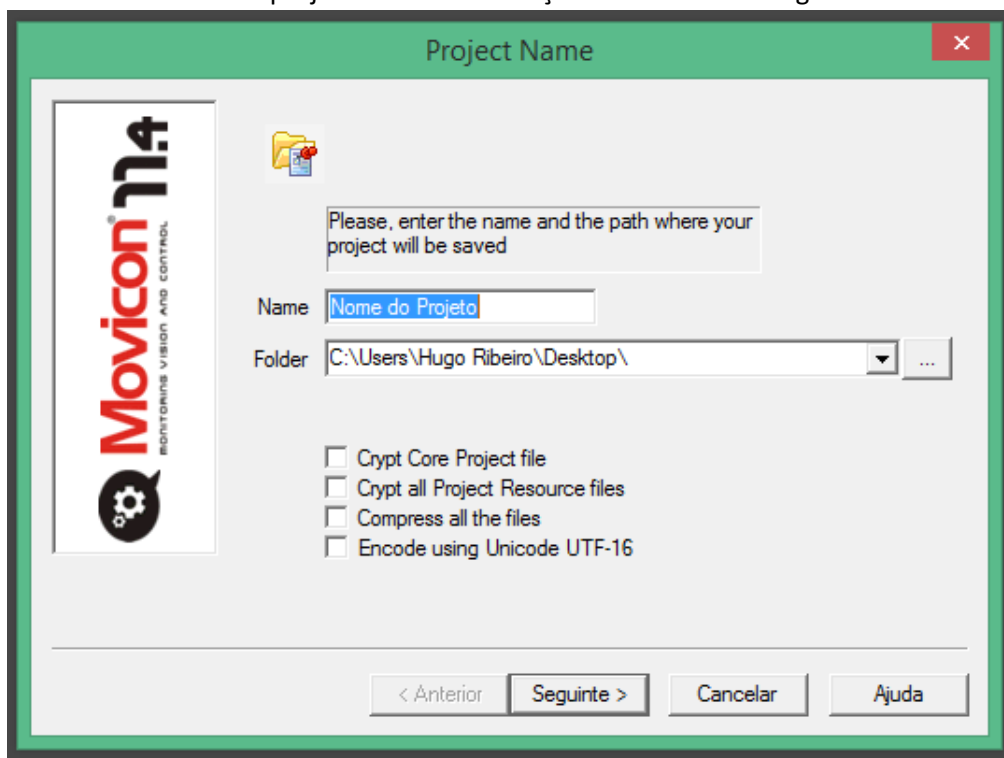 Project Name
Movicon 11.4
MONITORING VISION AND CONTROL
Please, enter the name and the path where your
project will be saved
Name Nome do Projeto
Folder C:\Users\Hugo Ribeiro\Desktop\ ...
Crypt Core Project file
Crypt all Project Resource files
Compress all the files
Encode using Unicode UTF-16
< Anterior Seguinte > Cancelar Ajuda